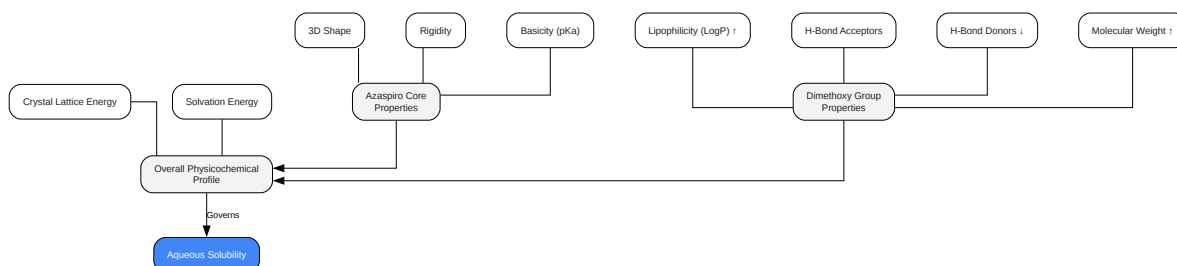 3D Shape
Rigidity
Basicity (pKa)
Lipophilicity (LogP) ↑
H-Bond Acceptors
H-Bond Donors ↓
Molecular Weight ↑
Crystal Lattice Energy
Solvation Energy
Azaspiro Core
Properties
Dimethoxy Group
Properties
Overall Physicochemical
Profile
Governs
Aqueous Solubility